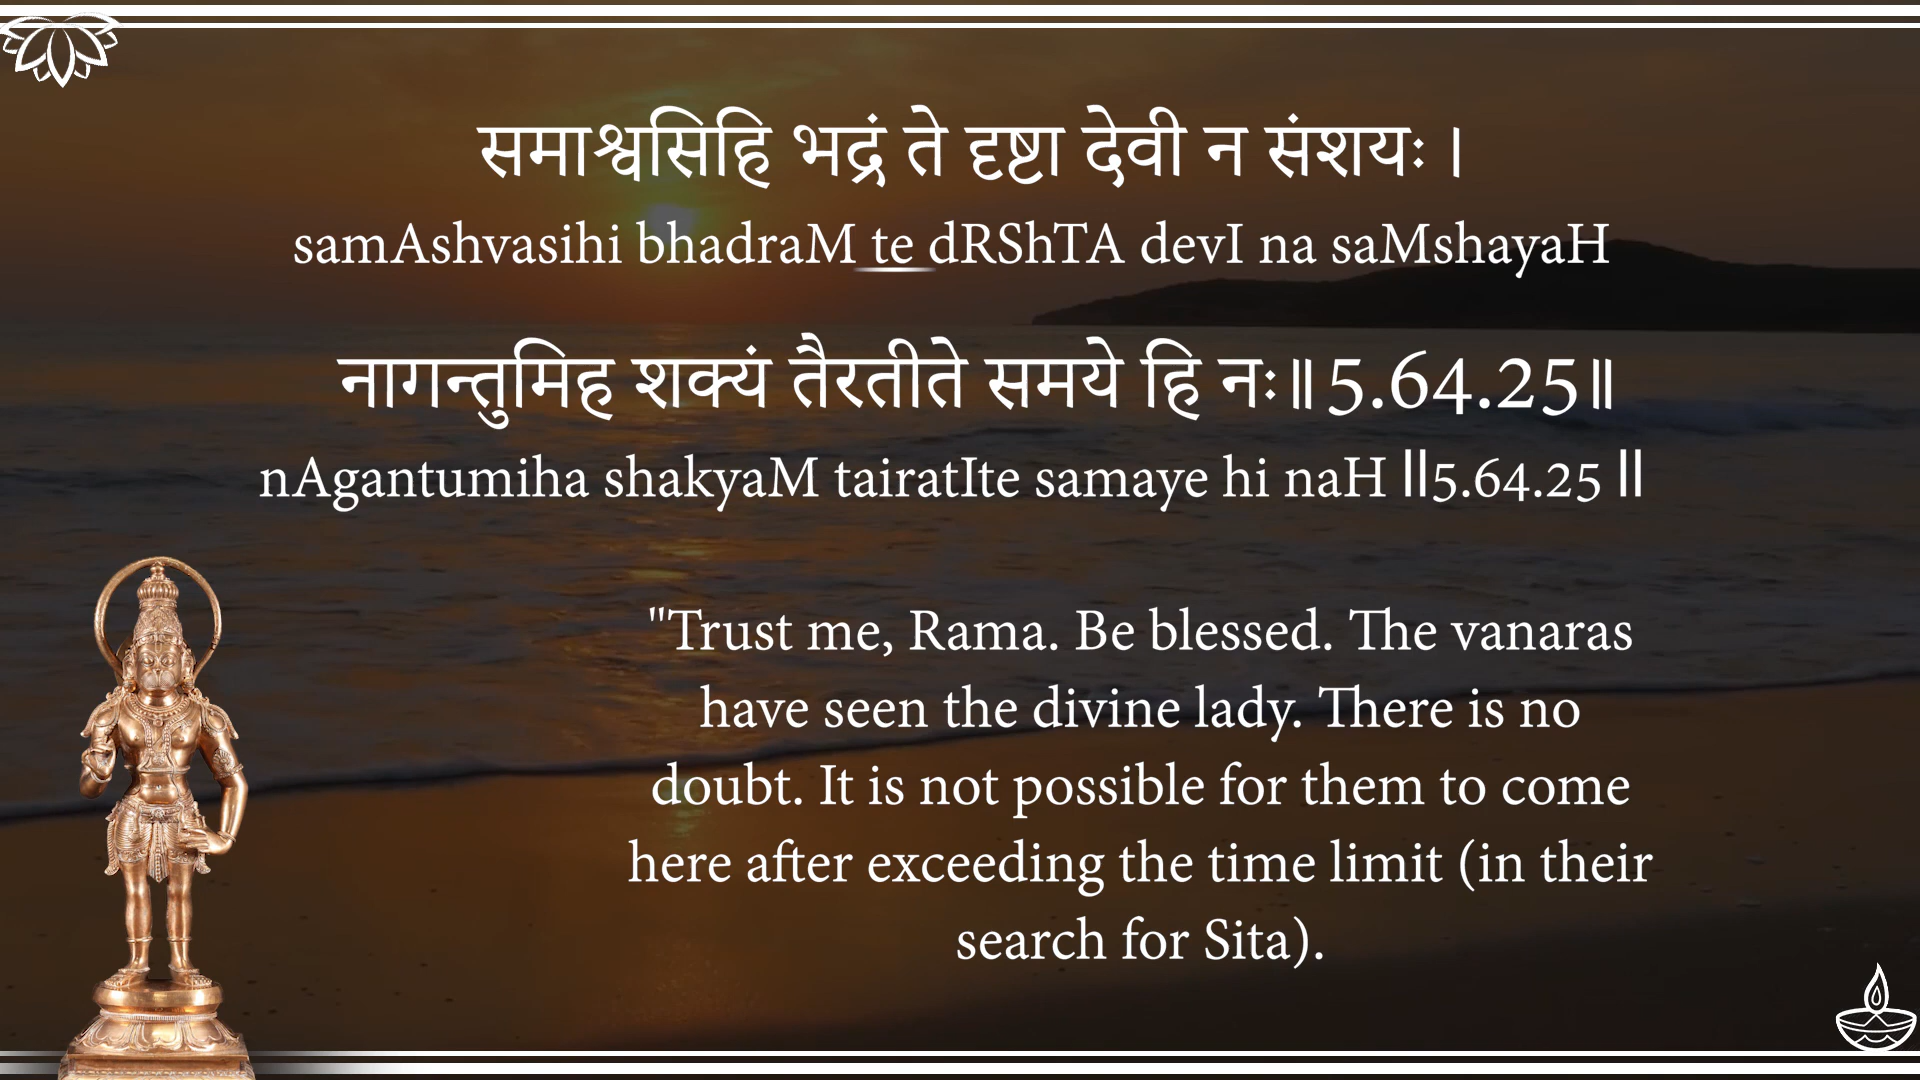 समाश्वसिहि भद्रं ते दृष्टा देवी न संशयः ।
samAshvasihi bhadraM te dRShTA devI na saMshayaH
नागन्तुमिह शक्यं तैरतीते समये हि नः॥5.64.25॥
nAgantumiha shakyaM tairatIte samaye hi naH ||5.64.25 ||
"Trust me, Rama. Be blessed. The vanaras
have seen the divine lady. There is no
doubt. It is not possible for them to come
here after exceeding the time limit (in their
search for Sita).